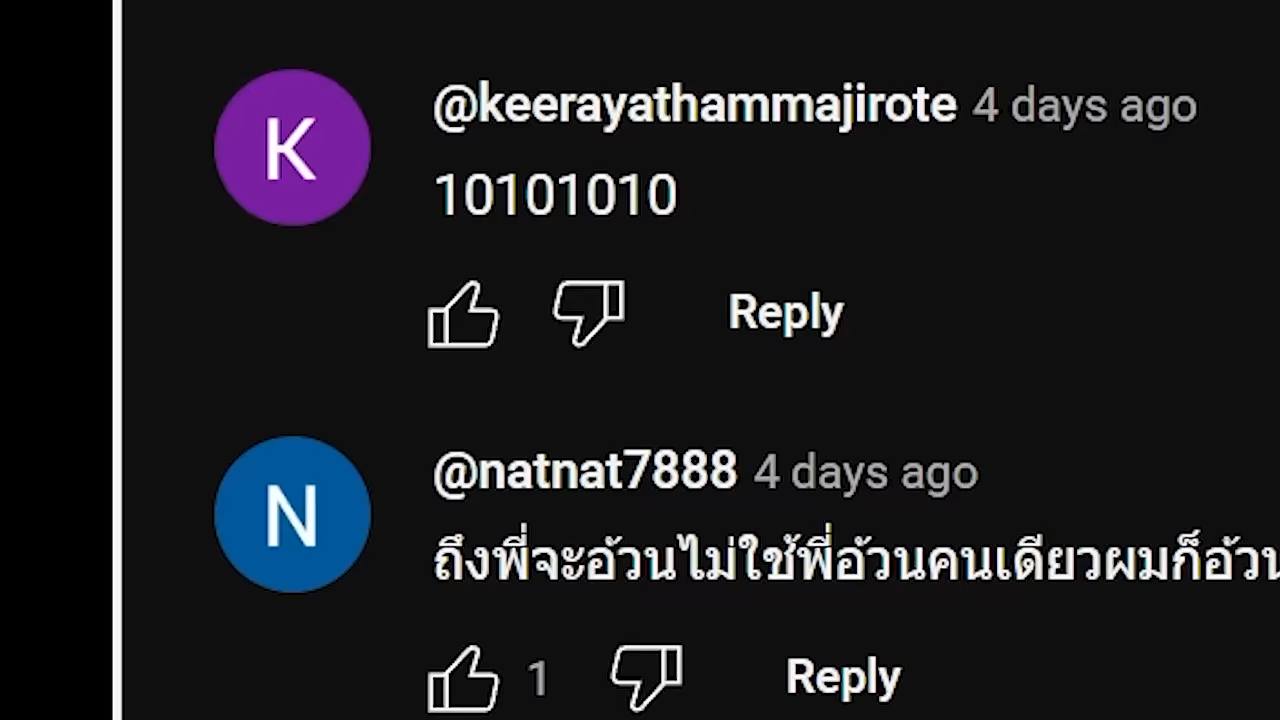 K
@keerayathammajirote 4 days ago
10101010
Reply
N
@natnat7888 4 days ago
ถึงพี่จะอ้วนไม่ใช้พี่อ้วนคนเดียวผมก็อ้วน
1
Reply